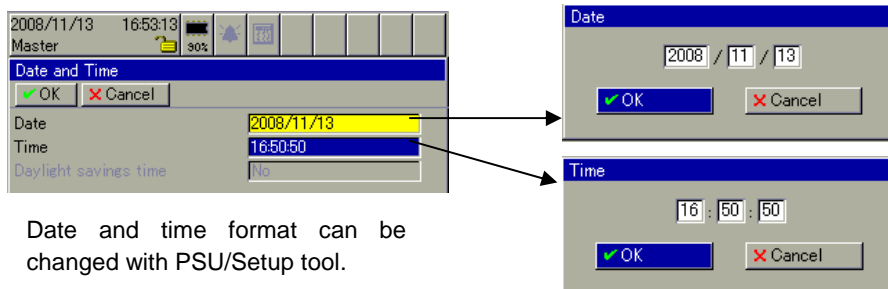 2008/11/13 16:53:13
Master 90%
Date and Time
OK Cancel
Date 2008/11/13
Time 16:50:50
Daylight savings time No
Date and time format can be
changed with PSU/Setup tool.
Date
2008 / 11 / 13
OK Cancel
Time
16 : 50 : 50
OK Cancel